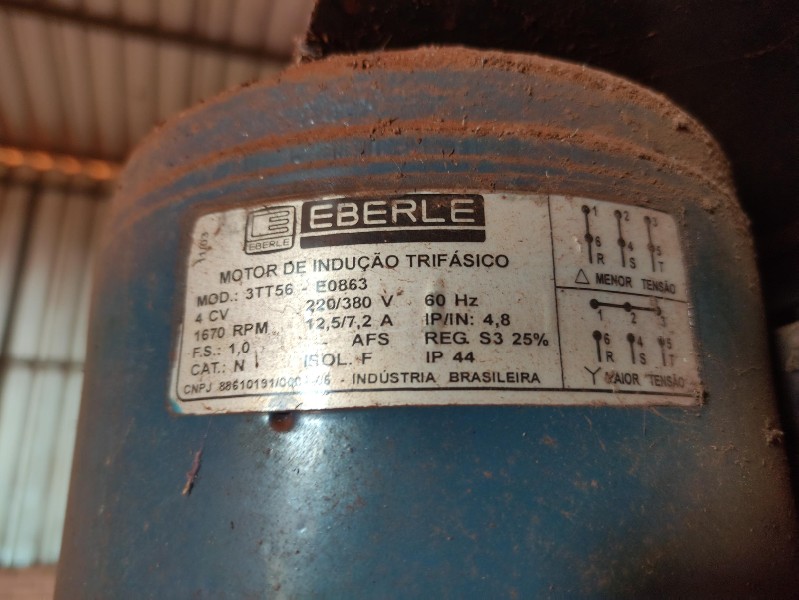 EBERLE
EBERLE
MOTOR DE INDUÇÃO TRIFÁSICO
MOD.: 3TT56 - E0863
4 CV 220/380 V 60 Hz
1670 RPM 12,5/7,2 A IP/IN: 4,8
F.S.: 1,0 AFS REG. S3 25%
CAT.: N ISOL. F IP 44
CNPJ - INDÚSTRIA BRASILEIRA
1 2 3
6 4 5
R S T
△ MENOR TENSÃO
1 2 3
6 4 5
R S T
Y MAIOR TENSÃO